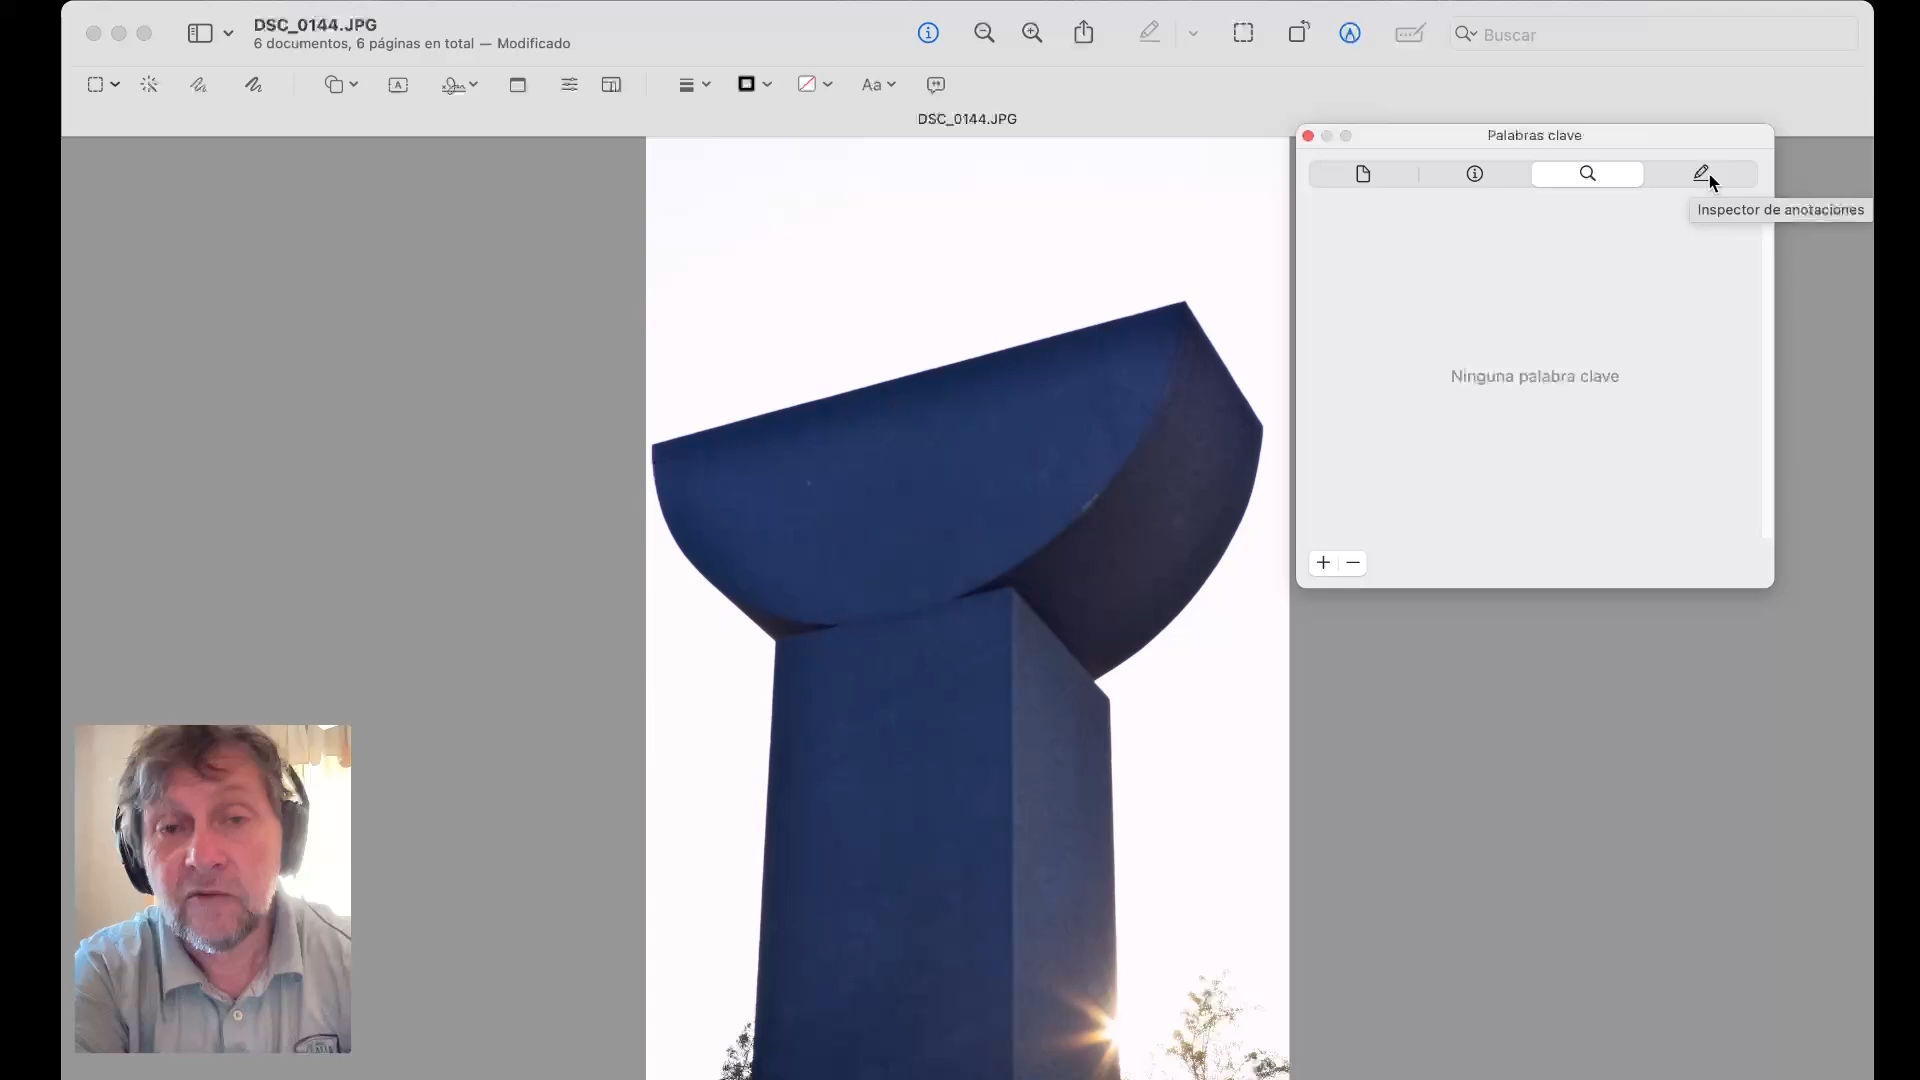 DSC_0144.JPG
6 documentos, 6 páginas en total — Modificado
Buscar
A
Aa
DSC_0144.JPG
Palabras clave
Inspector de anotaciones
Ninguna palabra clave